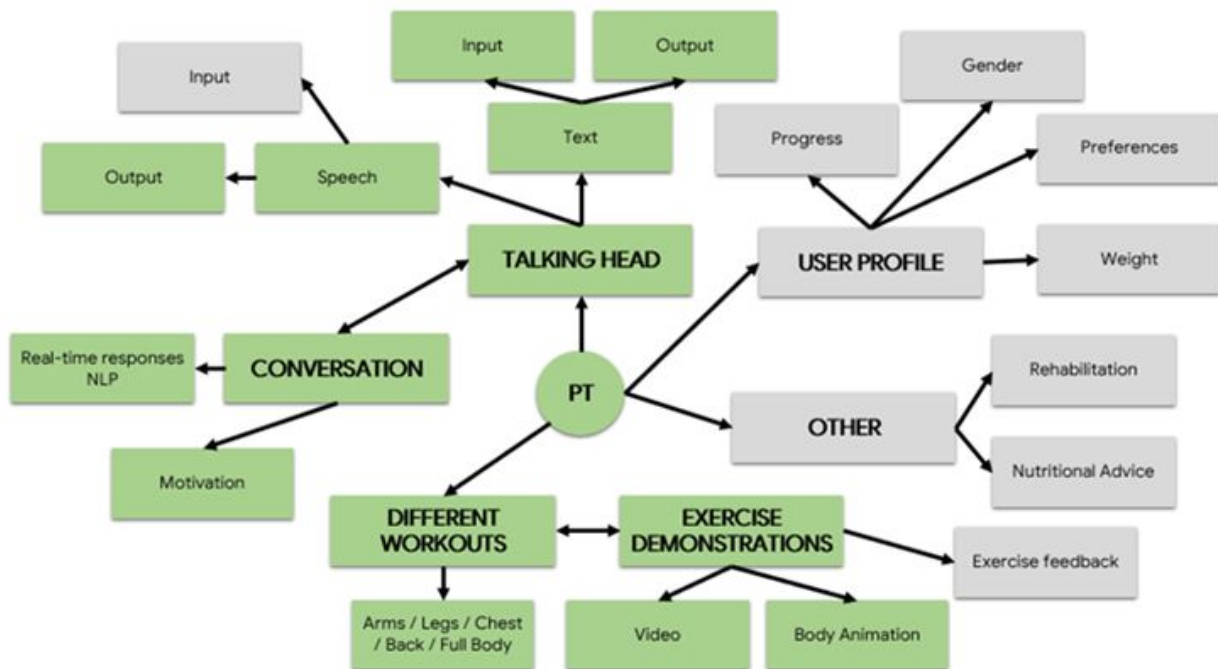 Input
Output
Input
Gender
Text
Progress
Preferences
Output
Speech
TALKING HEAD
USER PROFILE
Weight
Real-time responses
NLP
CONVERSATION
PT
Rehabilitation
OTHER
Motivation
Nutritional Advice
DIFFERENT
WORKOUTS
EXERCISE
DEMONSTRATIONS
Exercise feedback
Arms / Legs / Chest
/ Back / Full Body
Video
Body Animation